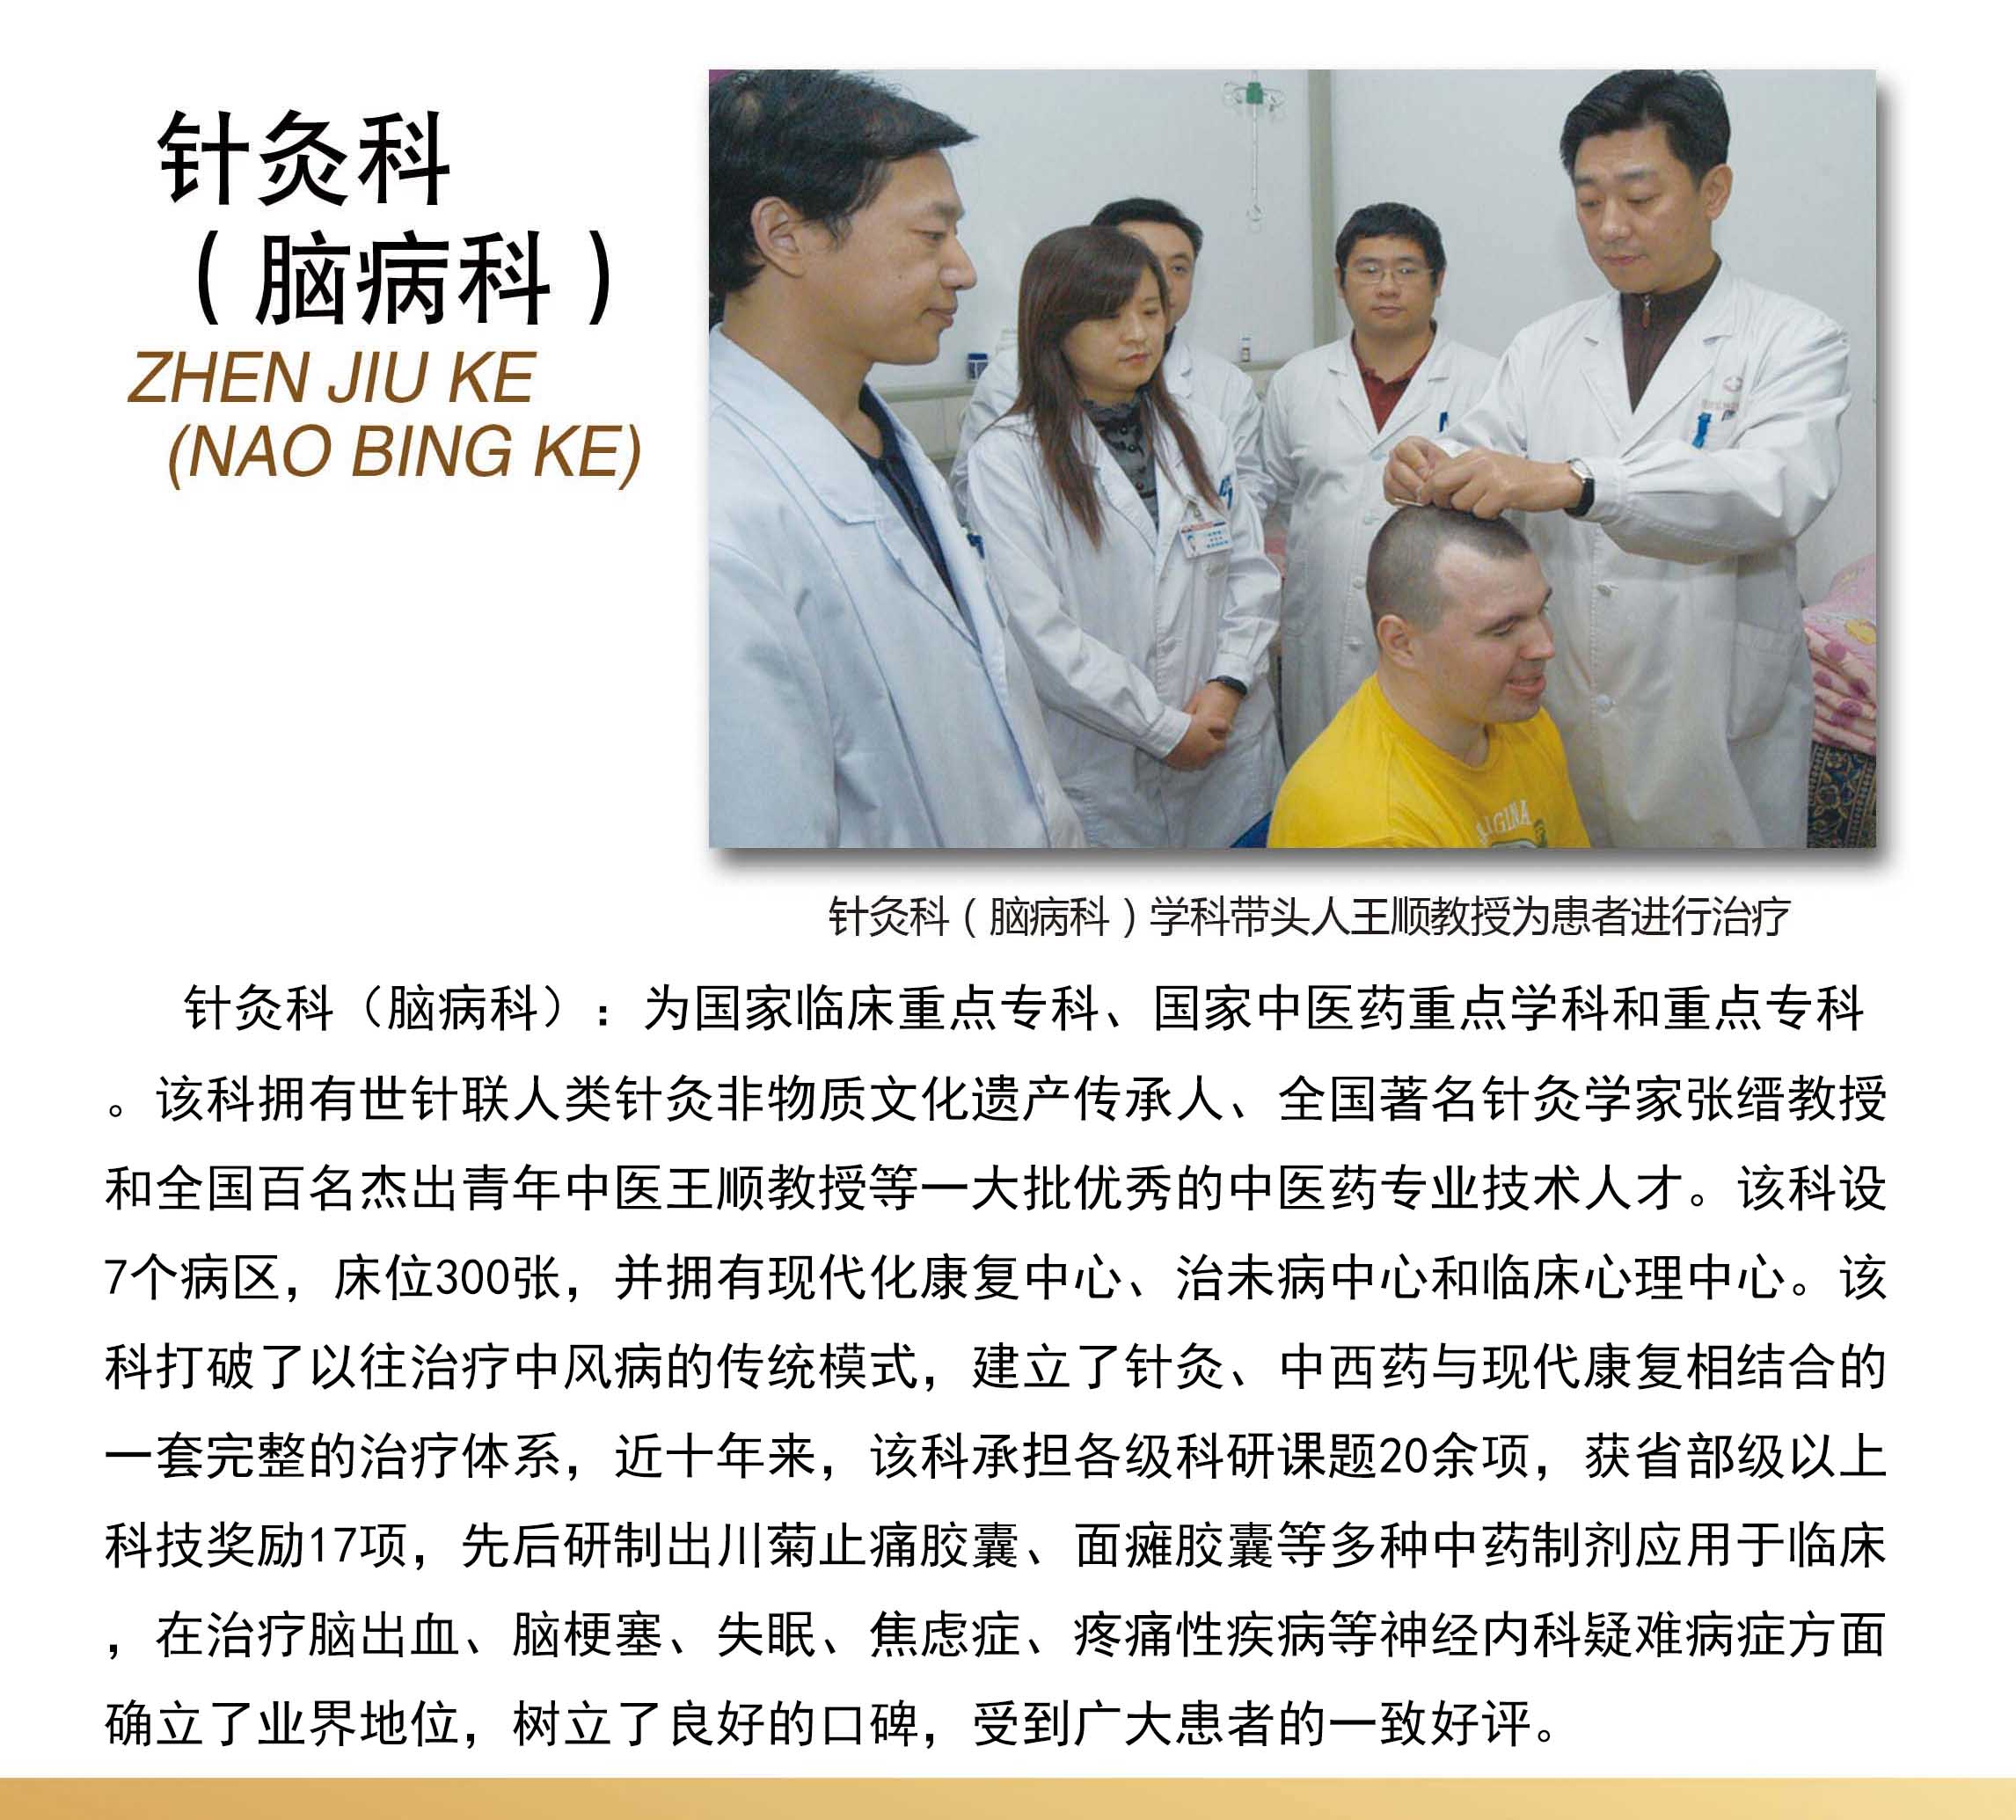 针灸科
（脑病科）
ZHEN JIU KE
(NAO BING KE)
针灸科（脑病科）学科带头人王顺教授为患者进行治疗
针灸科（脑病科）：为国家临床重点专科、国家中医药重点学科和重点专科
。该科拥有世针联人类针灸非物质文化遗产传承人、全国著名针灸学家张缙教授
和全国百名杰出青年中医王顺教授等一大批优秀的中医药专业技术人才。该科设
7个病区，床位300张，并拥有现代化康复中心、治未病中心和临床心理中心。该
科打破了以往治疗中风病的传统模式，建立了针灸、中西药与现代康复相结合的
一套完整的治疗体系，近十年来，该科承担各级科研课题20余项，获省部级以上
科技奖励17项，先后研制出川菊止痛胶囊、面瘫胶囊等多种中药制剂应用于临床
，在治疗脑出血、脑梗塞、失眠、焦虑症、疼痛性疾病等神经内科疑难病症方面
确立了业界地位，树立了良好的口碑，受到广大患者的一致好评。